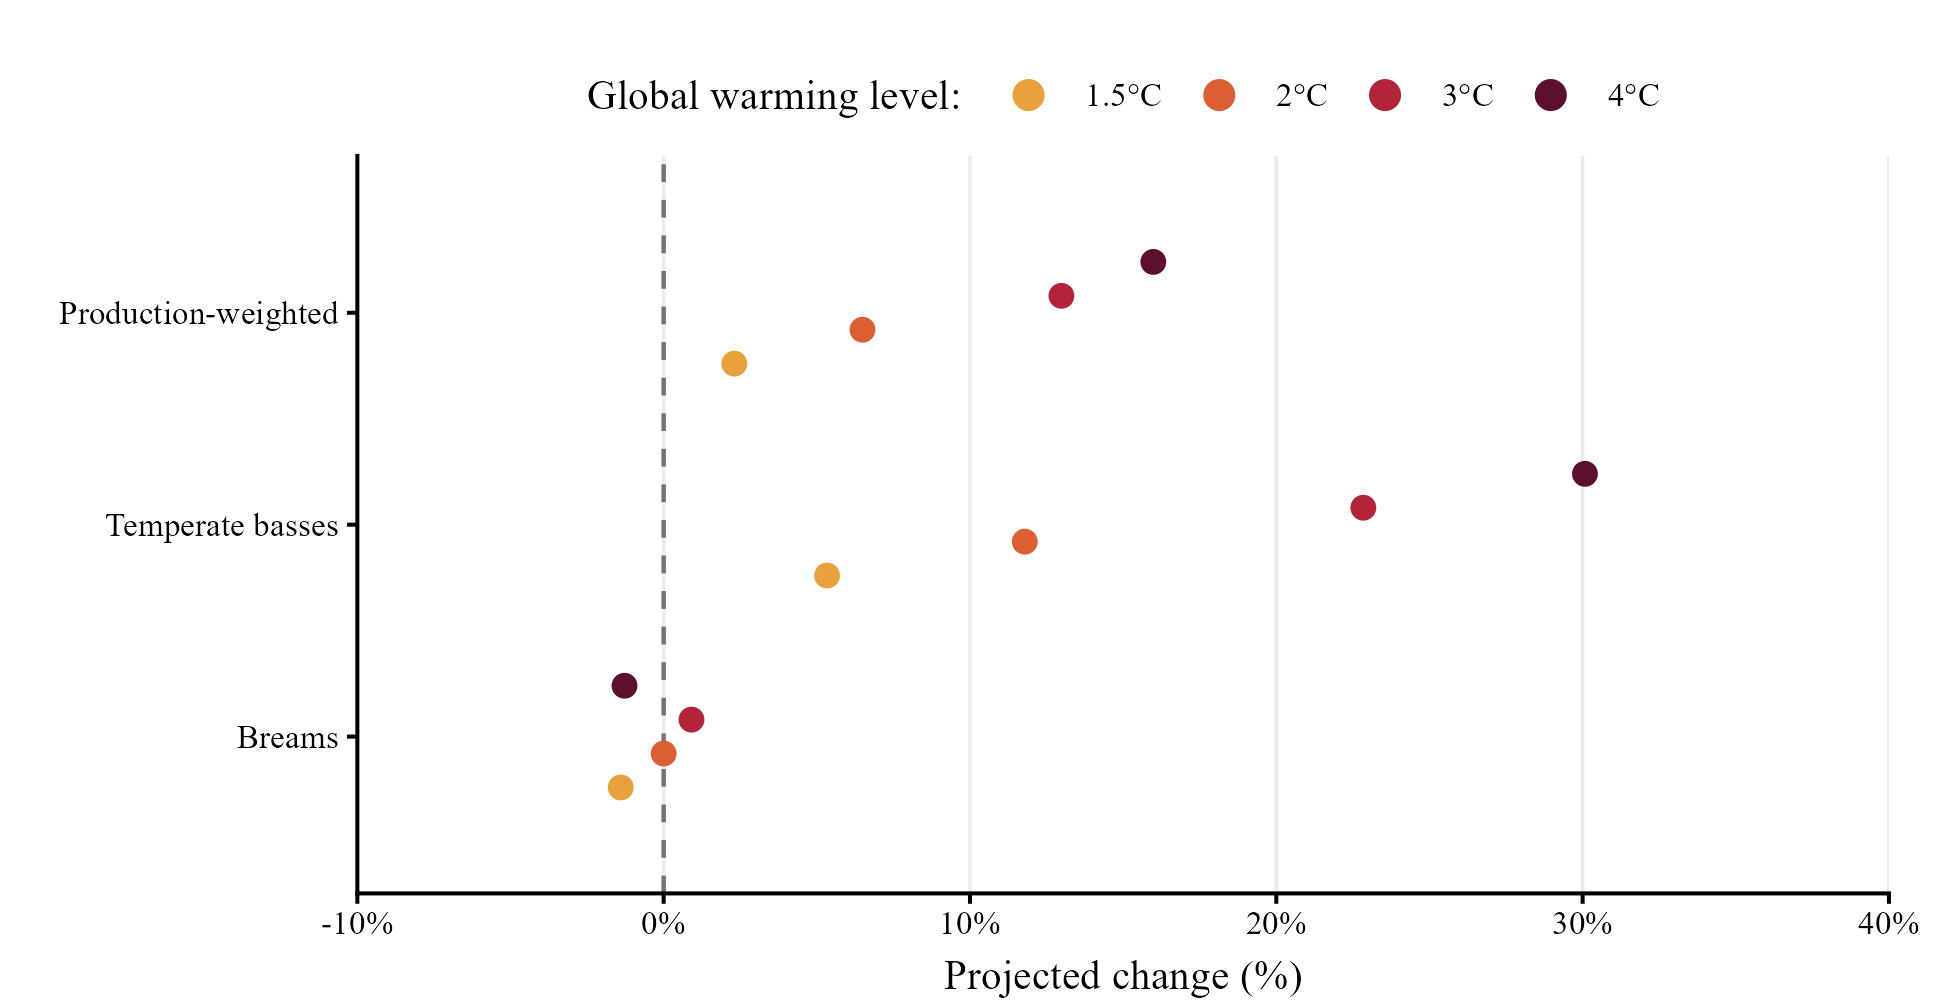 Global warming level: 1.5°C 2°C 3°C 4°C
Production-weighted
Temperate basses
Breams
-10% 0% 10% 20% 30% 40%
Projected change (%)